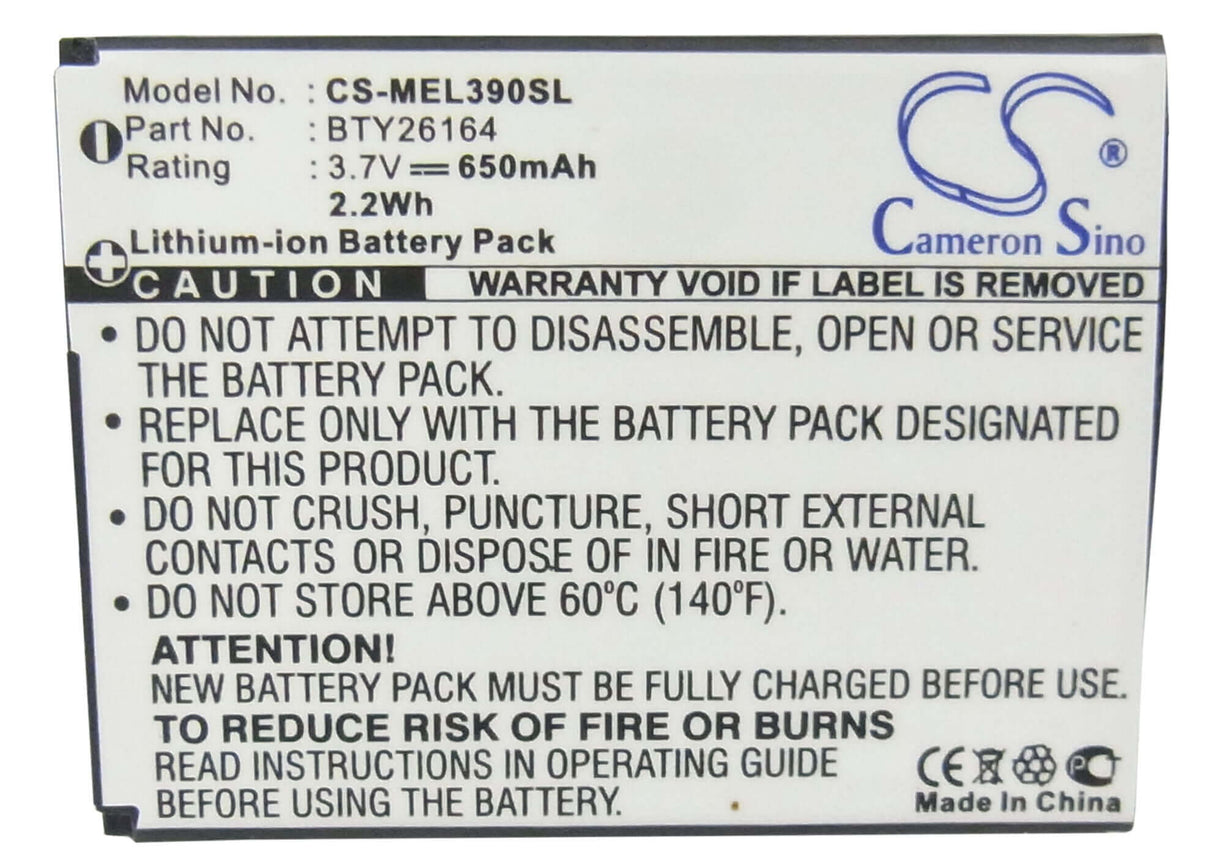 Model No. : CS-MEL390SL
Part No. : BTY26164
Rating : 3.7V 650mAh
2.2Wh
Lithium-ion Battery Pack
CS ®
Cameron Sino
CAUTION WARRANTY VOID IF LABEL IS REMOVED
• DO NOT ATTEMPT TO DISASSEMBLE, OPEN OR SERVICE
THE BATTERY PACK.
• REPLACE ONLY WITH THE BATTERY PACK DESIGNATED
FOR THIS PRODUCT.
• DO NOT CRUSH, PUNCTURE, SHORT EXTERNAL
CONTACTS OR DISPOSE OF IN FIRE OR WATER.
• DO NOT STORE ABOVE 60°C (140°F).
ATTENTION!
NEW BATTERY PACK MUST BE FULLY CHARGED BEFORE USE.
TO REDUCE RISK OF FIRE OR BURNS
READ INSTRUCTIONS IN OPERATING GUIDE
BEFORE USING THE BATTERY.
CE PCT
Made In China